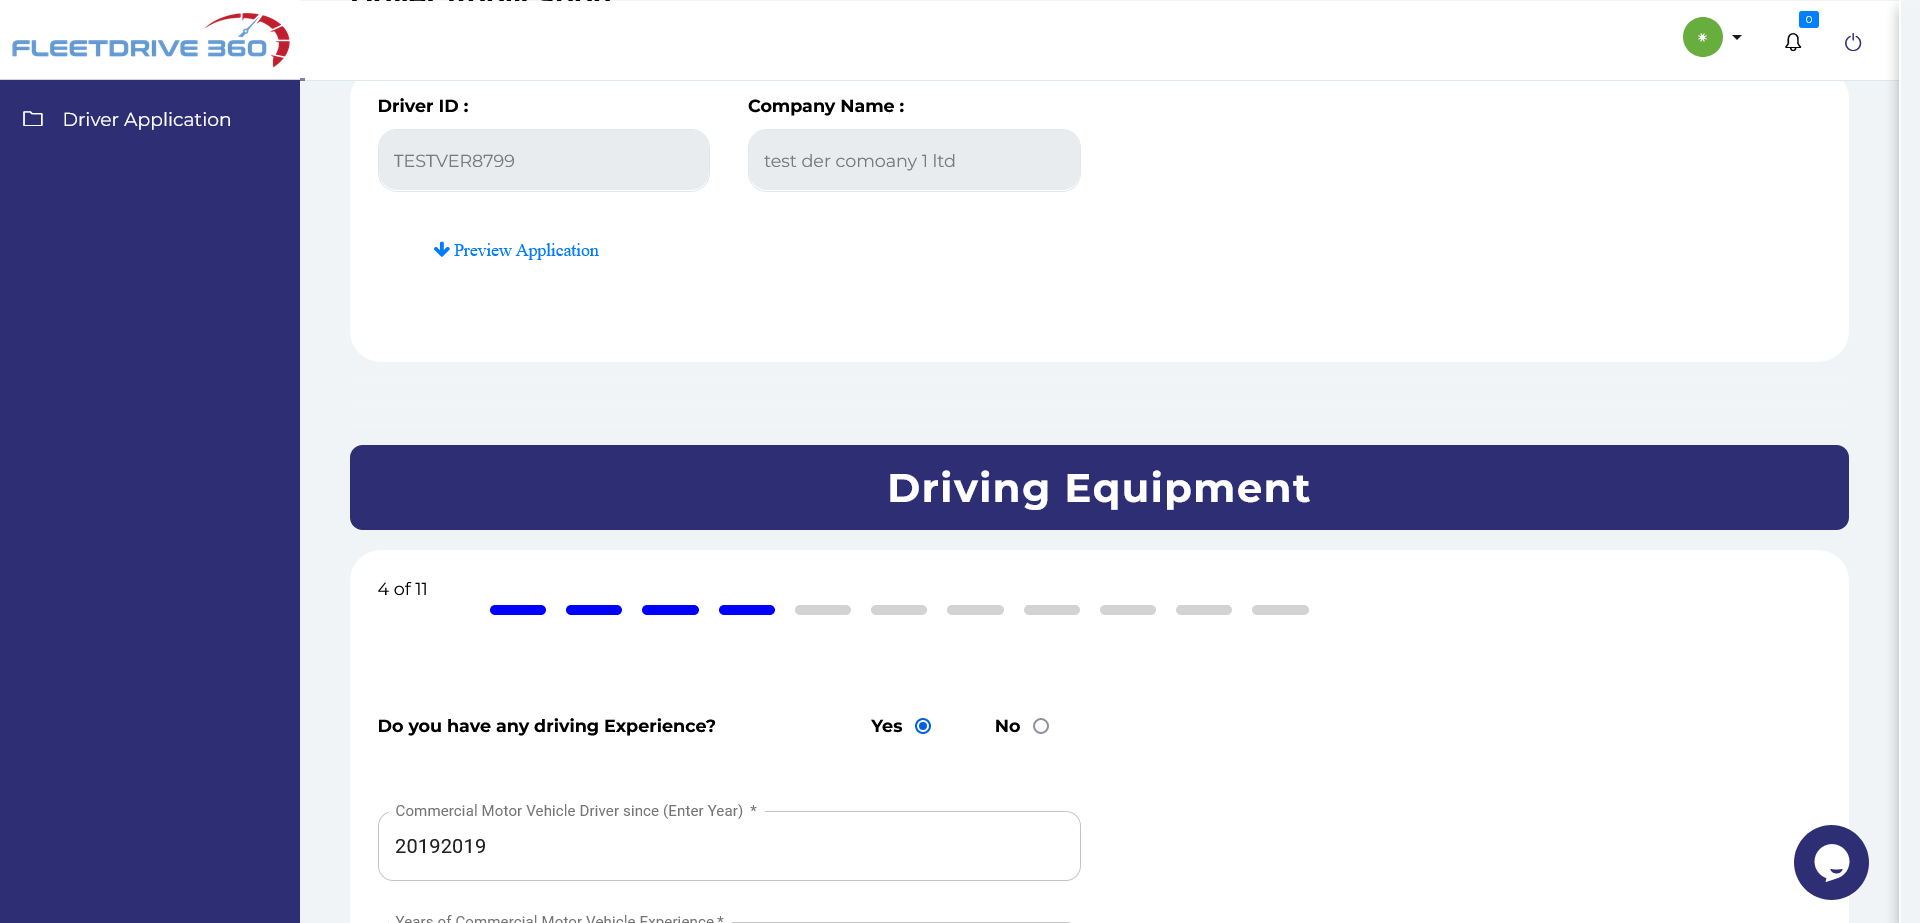 Driver Application
FLEETDRIVE 360
0
Driver Application
Driver ID :
Company Name :
TESTVER8799
test der comoany 1 ltd
Preview Application
Driving Equipment
4 of 11
Do you have any driving Experience?
Yes
No
Commercial Motor Vehicle Driver since (Enter Year) *
20192019
Years of Commercial Motor Vehicle Experience *